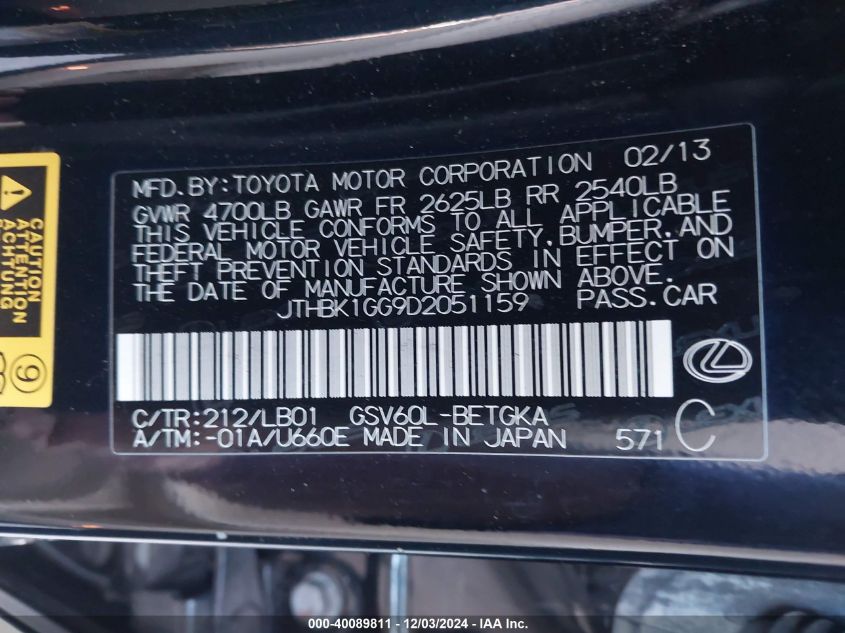 MFD.BY:TOYOTA MOTOR CORPORATION 02/13
GVWR 4700LB GAWR FR 2625LB RR 2540LB
THIS VEHICLE CONFORMS TO ALL APPLICABLE
FEDERAL MOTOR VEHICLE SAFETY,BUMPER,AND
THEFT PREVENTION STANDARDS IN EFFECT ON
THE DATE OF MANUFACTURE SHOWN ABOVE.
JTHBK1GG9D2051159 PASS.CAR
C/TR:212/LB01 GSV60L-BETGKA
A/TM:-01A/U660E MADE IN JAPAN 571 C
CAUTION
ATTENTION
ACHTUNG
9
000-40089811 - 12/03/2024 - IAA Inc.